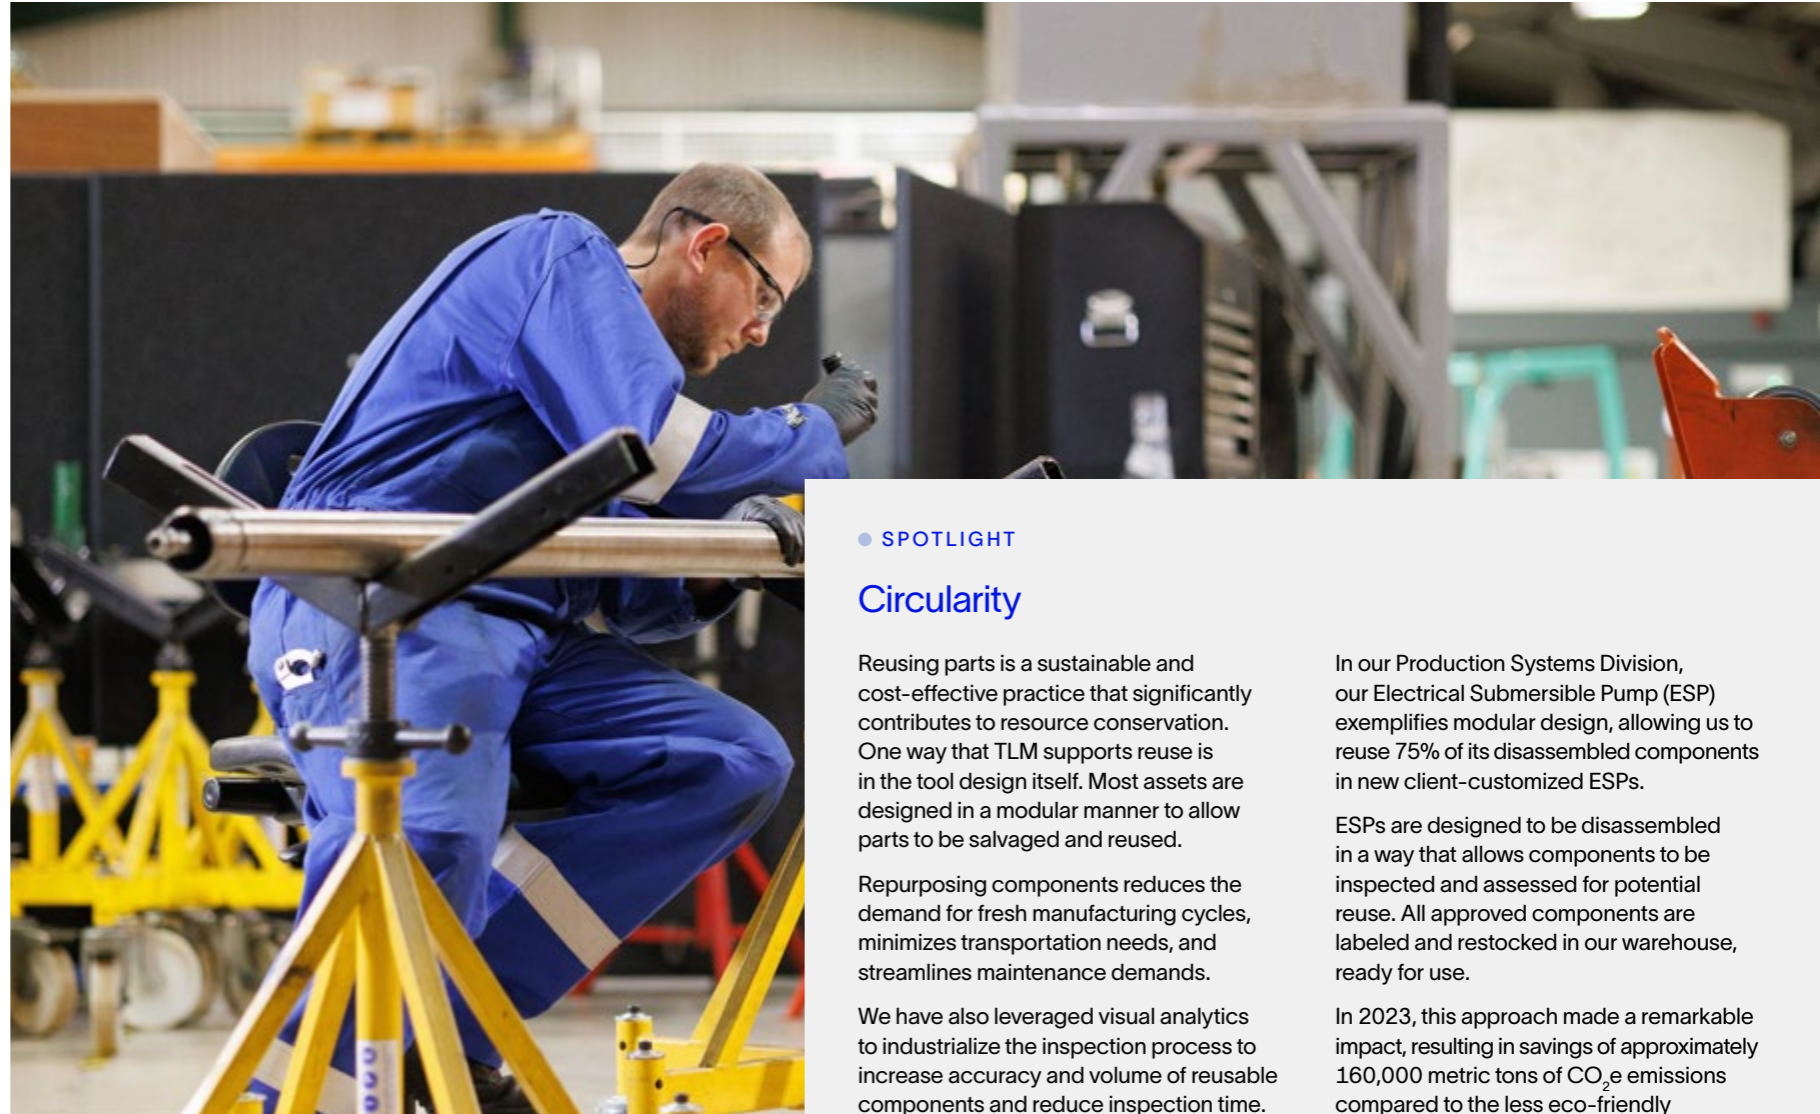 SPOTLIGHT
Circularity
Reusing parts is a sustainable and
cost-effective practice that significantly
contributes to resource conservation.
One way that TLM supports reuse is
in the tool design itself. Most assets are
designed in a modular manner to allow
parts to be salvaged and reused.
Repurposing components reduces the
demand for fresh manufacturing cycles,
minimizes transportation needs, and
streamlines maintenance demands.
We have also leveraged visual analytics
to industrialize the inspection process to
increase accuracy and volume of reusable
components and reduce inspection time.
In our Production Systems Division,
our Electrical Submersible Pump (ESP)
exemplifies modular design, allowing us to
reuse 75% of its disassembled components
in new client-customized ESPs.
ESPs are designed to be disassembled
in a way that allows components to be
inspected and assessed for potential
reuse. All approved components are
labeled and restocked in our warehouse,
ready for use.
In 2023, this approach made a remarkable
impact, resulting in savings of approximately
160,000 metric tons of CO₂e emissions
compared to the less eco-friendly